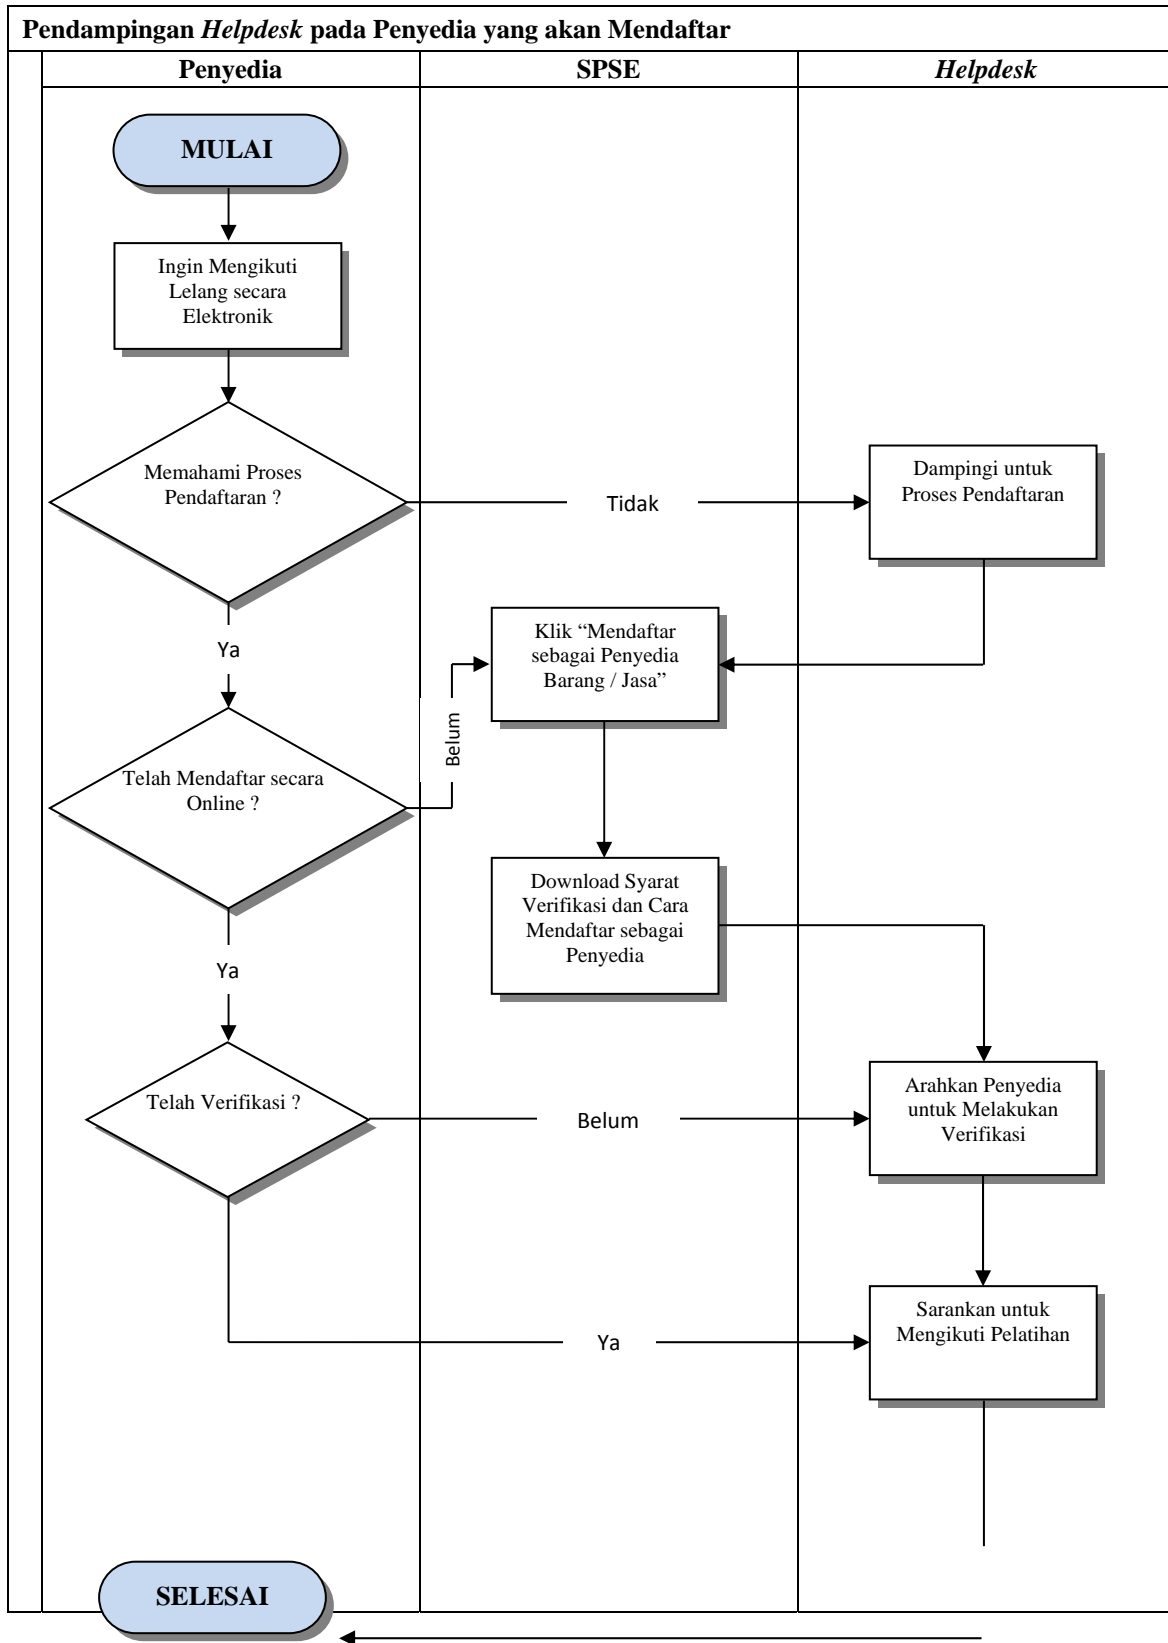 Pendampingan Helpdesk pada Penyedia yang akan Mendaftar
Penyedia
SPSE
Helpdesk
MULAI
Ingin Mengikuti
Lelang secara
Elektronik
Memahami Proses
Pendaftaran ?
Tidak
Dampingi untuk
Proses Pendaftaran
Ya
Klik “Mendaftar
sebagai Penyedia
Barang / Jasa”
Belum
Telah Mendaftar secara
Online ?
Download Syarat
Verifikasi dan Cara
Mendaftar sebagai
Penyedia
Ya
Telah Verifikasi ?
Belum
Arahkan Penyedia
untuk Melakukan
Verifikasi
Ya
Sarankan untuk
Mengikuti Pelatihan
SELESAI